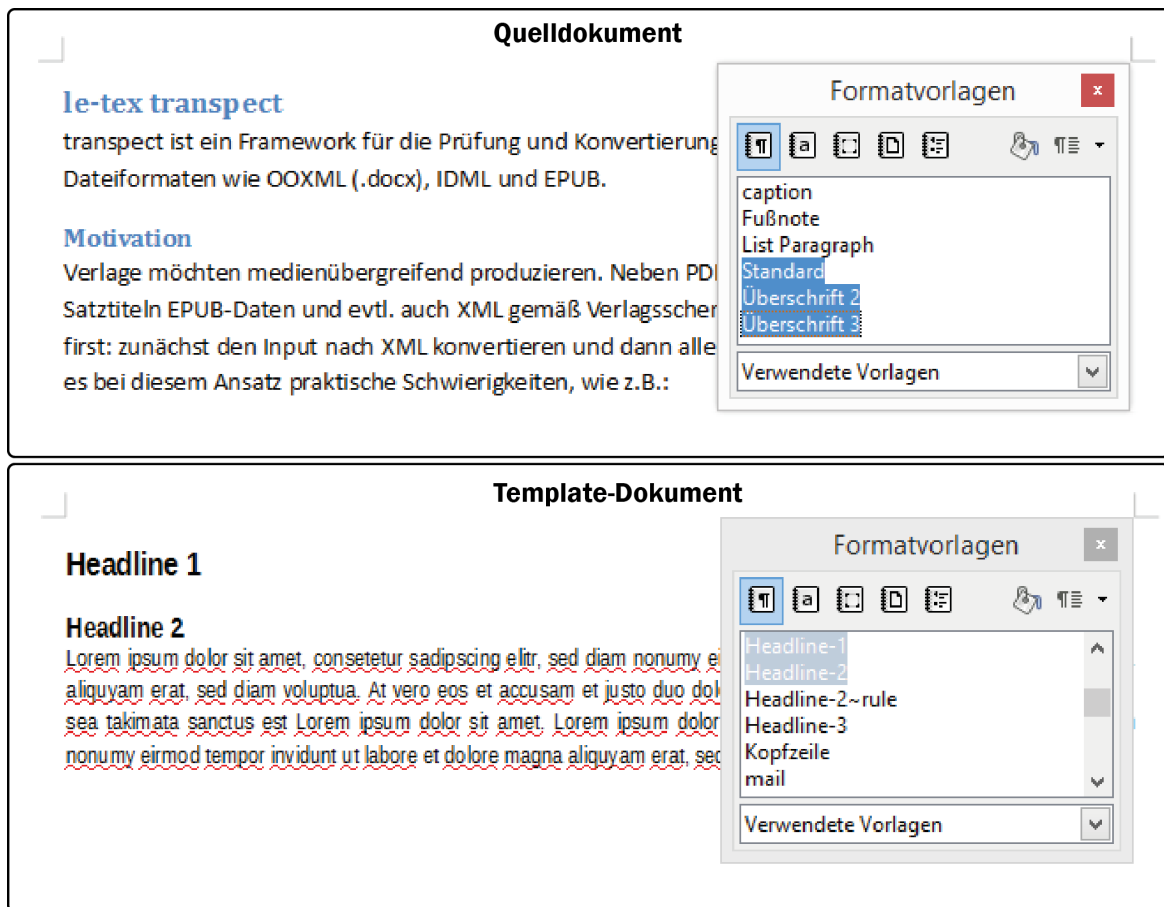 Quelldokument
le-tex transpect
transpect ist ein Framework für die Prüfung und Konvertierung
Dateiformaten wie OOXML (.docx), IDML und EPUB.
Motivation
Verlage möchten medienübergreifend produzieren. Neben
Satztiteln EPUB-Daten und evtl. auch XML gemäß
first: zunächst den Input nach XML konvertieren und dann alle
es bei diesem Ansatz praktische Schwierigkeiten, wie z.B.:
Formatvorlagen
x
a
caption
Fußnote
List Paragraph
Standard
Überschrift 2
Überschrift 3
Verwendete Vorlagen
Template-Dokument
Headline 1
Headline 2
Lorem ipsum dolor sit amet, consetetur sadipscing elitr, sed diam nonumy
aliquyam erat, sed diam voluptua. At vero eos et accusam et justo duo
sea takimata sanctus est Lorem ipsum dolor sit amet. Lorem ipsum dolor
nonumy eirmod tempor invidunt ut labore et dolore magna aliquyam erat, sed
Formatvorlagen
x
a
Headline-1
Headline-2
Headline-2~rule
Headline-3
Kopfzeile
mail
Verwendete Vorlagen